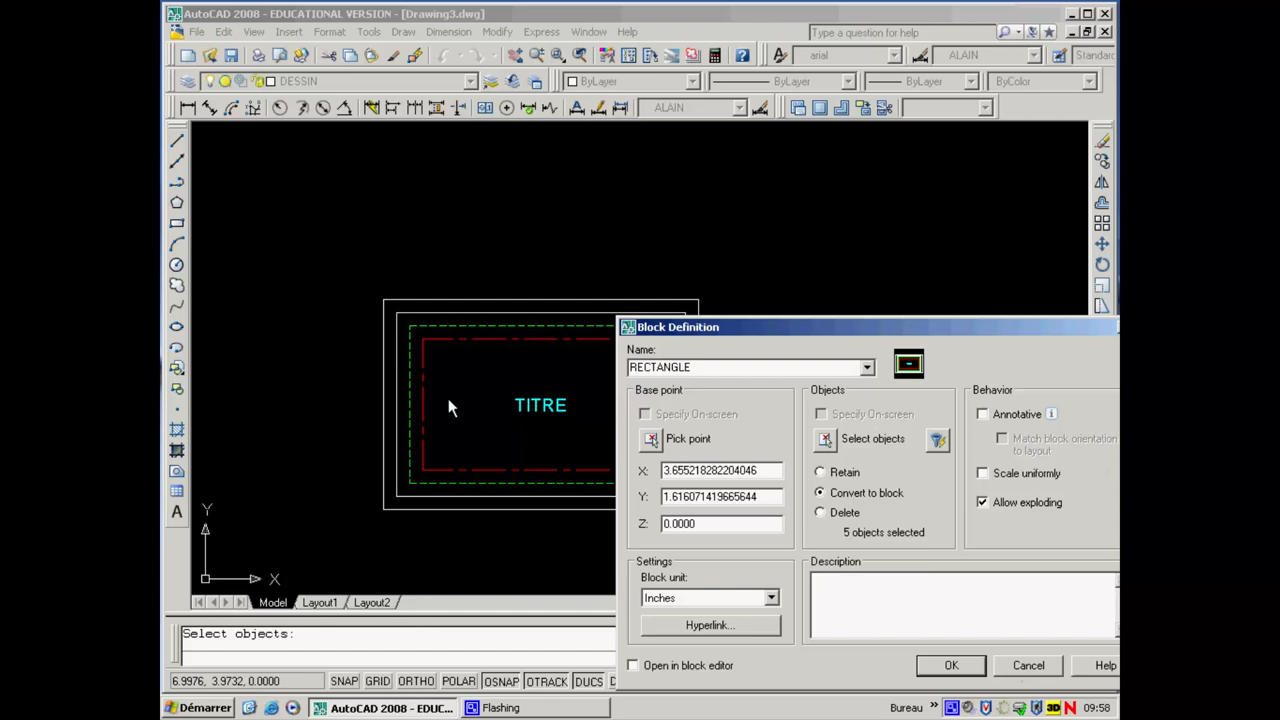 AutoCAD 2008 - EDUCATIONAL VERSION - [Drawing3.dwg]
File Edit View Insert Format Tools Draw Dimension Modify Express Window Help
Type a question for help
arial
ALAIN
Standard
DESSIN
ByLayer
ByLayer
ByLayer
ByColor
ALAIN
TITRE
Block Definition
Name:
RECTANGLE
Base point
Specify On-screen
Pick point
X: 3.655218282204046
Y: 1.616071419665644
Z: 0.0000
Objects
Specify On-screen
Select objects
Retain
Convert to block
Delete
5 objects selected
Behavior
Annotative
Match block orientation
to layout
Scale uniformly
Allow exploding
Settings
Block unit:
Inches
Hyperlink...
Description
Open in block editor
OK
Cancel
Help
Y
X
A
Model Layout1 Layout2
Select objects:
6.9976, 3.9732, 0.0000
SNAP GRID ORTHO POLAR OSNAP OTRACK DUCS
Démarrer
AutoCAD 2008 - EDUC...
Flashing
Bureau
3D
N
09:58